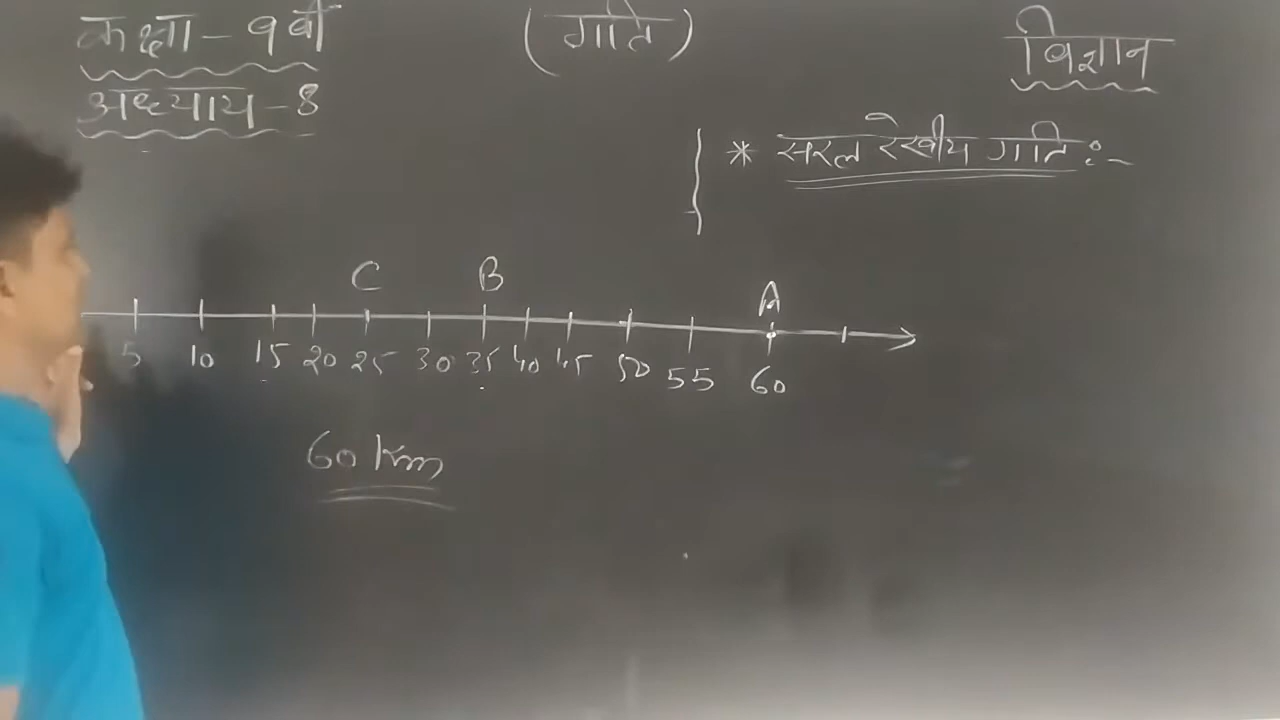 कक्षा - 9वीं
(गति)
विज्ञान
अध्याय - 8
* सरल रेखीय गति :-
C B A
5 10 15 20 25 30 35 40 45 50 55 60
60 Km